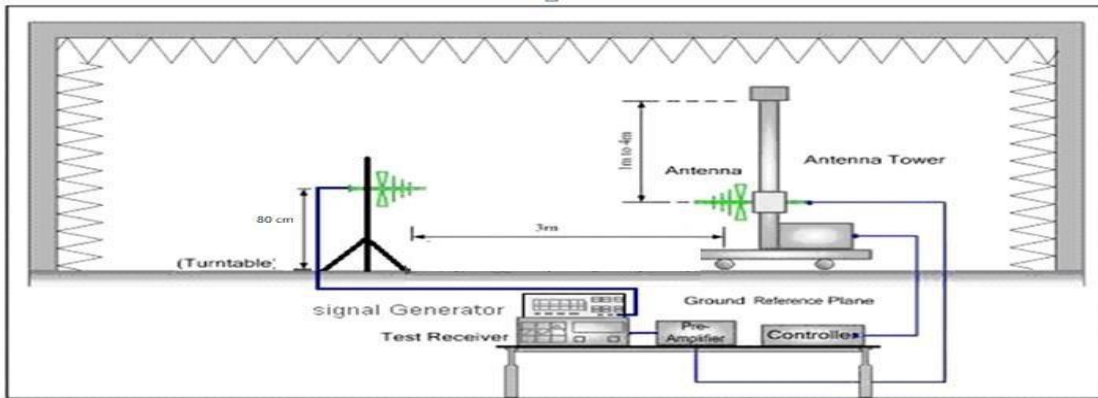 1m to 4m
Antenna
Antenna Tower
80 cm
3m
(Turntable)
signal Generator
Ground Reference Plane
Test Receiver
Pre-
Amplifier
Controlle